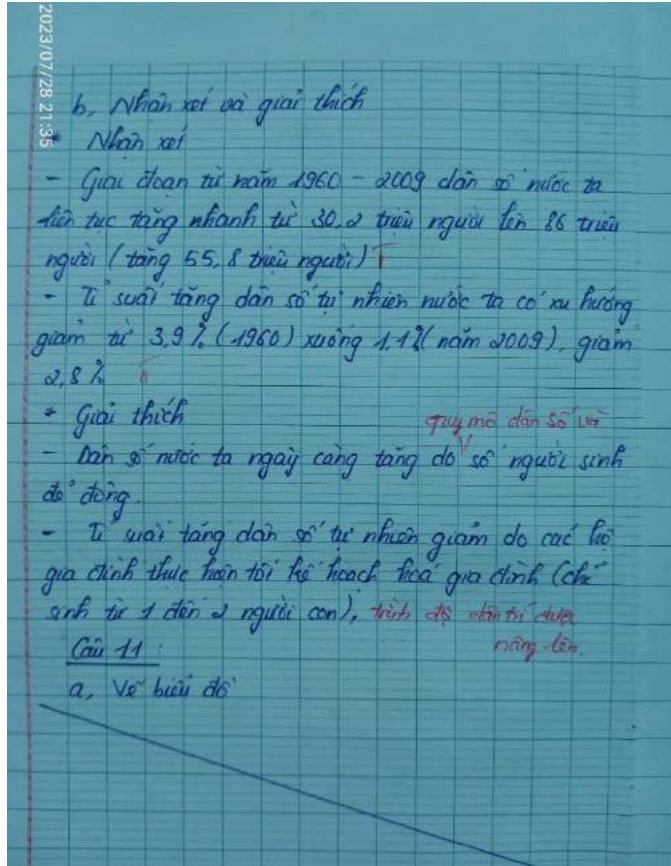 2023/07/28 21:35
b, Nhận xét và giải thích
* Nhận xét
- Giai đoạn từ năm 1960 - 2009 dân số nước ta
liên tục tăng nhanh từ 30,2 triệu người lên 86 triệu
người (tăng 55,8 triệu người)
- Tỉ suất tăng dân số tự nhiên nước ta có xu hướng
giảm từ 3,9% (1960) xuống 1,1% (năm 2009), giảm
2,8%
* Giải thích
quy mô dân số và
- Dân số nước ta ngày càng tăng do số người sinh
đẻ đông.
- Tỉ suất tăng dân số tự nhiên giảm do các hộ
gia đình thực hiện tốt kế hoạch hoá gia đình (chỉ
sinh từ 1 đến 2 người con), trình độ dân trí được
nâng lên.
Câu 11:
a, Vẽ biểu đồ